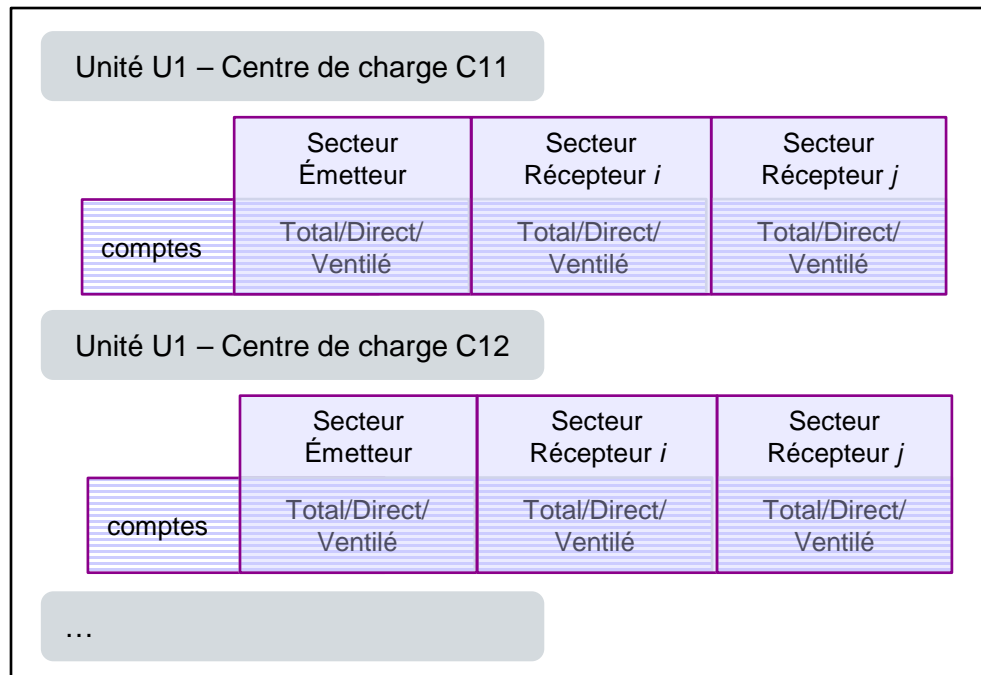 Unité U1 – Centre de charge C11
Secteur Émetteur
Secteur Récepteur i
Secteur Récepteur j
comptes
Total/Direct/
Ventilé
Total/Direct/
Ventilé
Total/Direct/
Ventilé
Unité U1 – Centre de charge C12
Secteur Émetteur
Secteur Récepteur i
Secteur Récepteur j
comptes
Total/Direct/
Ventilé
Total/Direct/
Ventilé
Total/Direct/
Ventilé
…